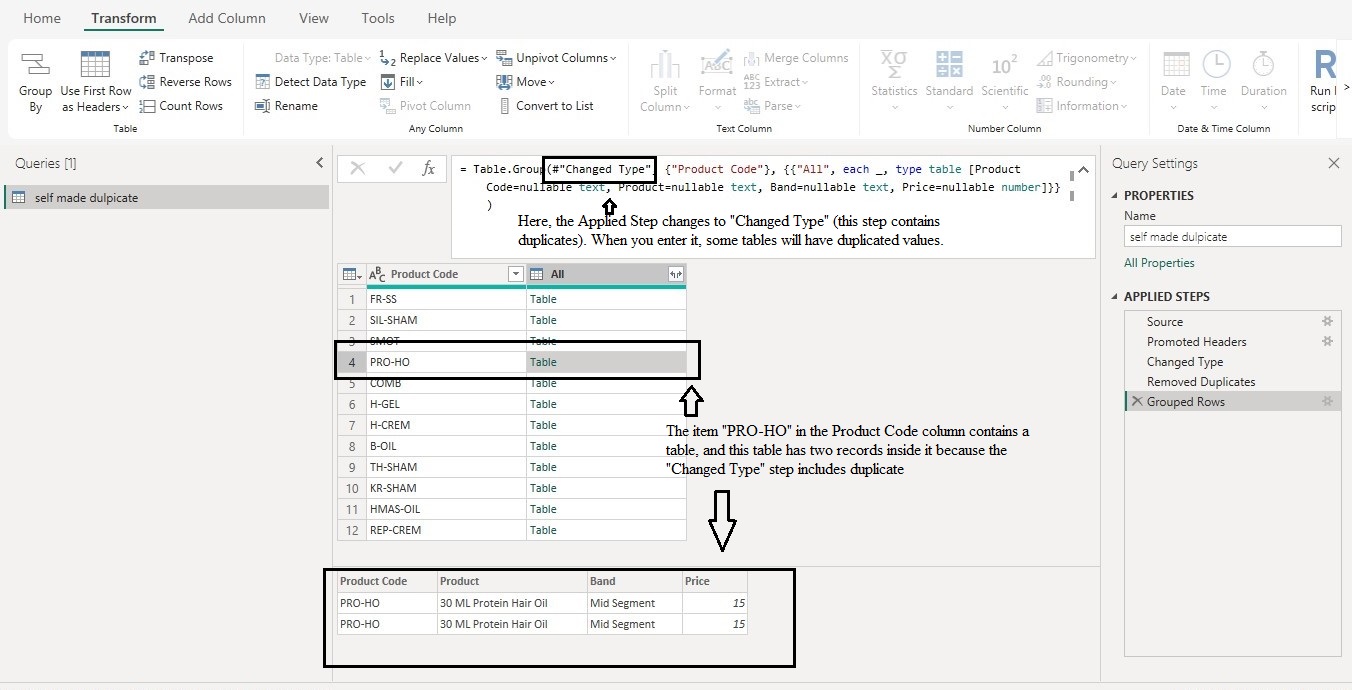 Home Transform Add Column View Tools Help
Group By
Use First Row as Headers
Transpose
Reverse Rows
Count Rows
Table
Data Type: Table
Detect Data Type
Rename
Replace Values
Fill
Pivot Column
Unpivot Columns
Move
Convert to List
Any Column
Split Column
Format
Merge Columns
Extract
Parse
Text Column
Statistics
Standard
Scientific
Trigonometry
Rounding
Information
Number Column
Date
Time
Duration
Date & Time Column
Run
scrip
Queries [1]
self made dulpicate
= Table.Group(#"Changed Type", {"Product Code"}, {{"All", each _, type table [Product
Code=nullable text, Product=nullable text, Band=nullable text, Price=nullable number]}}
)
Here, the Applied Step changes to "Changed Type" (this step contains
duplicates). When you enter it, some tables will have duplicated values.
Product Code All
1 FR-SS Table
2 SIL-SHAM Table
3 SMOT Table
4 PRO-HO Table
5 COMB Table
6 H-GEL Table
7 H-CREM Table
8 B-OIL Table
9 TH-SHAM Table
10 KR-SHAM Table
11 HMAS-OIL Table
12 REP-CREM Table
The item "PRO-HO" in the Product Code column contains a
table, and this table has two records inside it because the
"Changed Type" step includes duplicate
Product Code Product Band Price
PRO-HO 30 ML Protein Hair Oil Mid Segment 15
PRO-HO 30 ML Protein Hair Oil Mid Segment 15
Query Settings
PROPERTIES
Name
self made dulpicate
All Properties
APPLIED STEPS
Source
Promoted Headers
Changed Type
Removed Duplicates
Grouped Rows